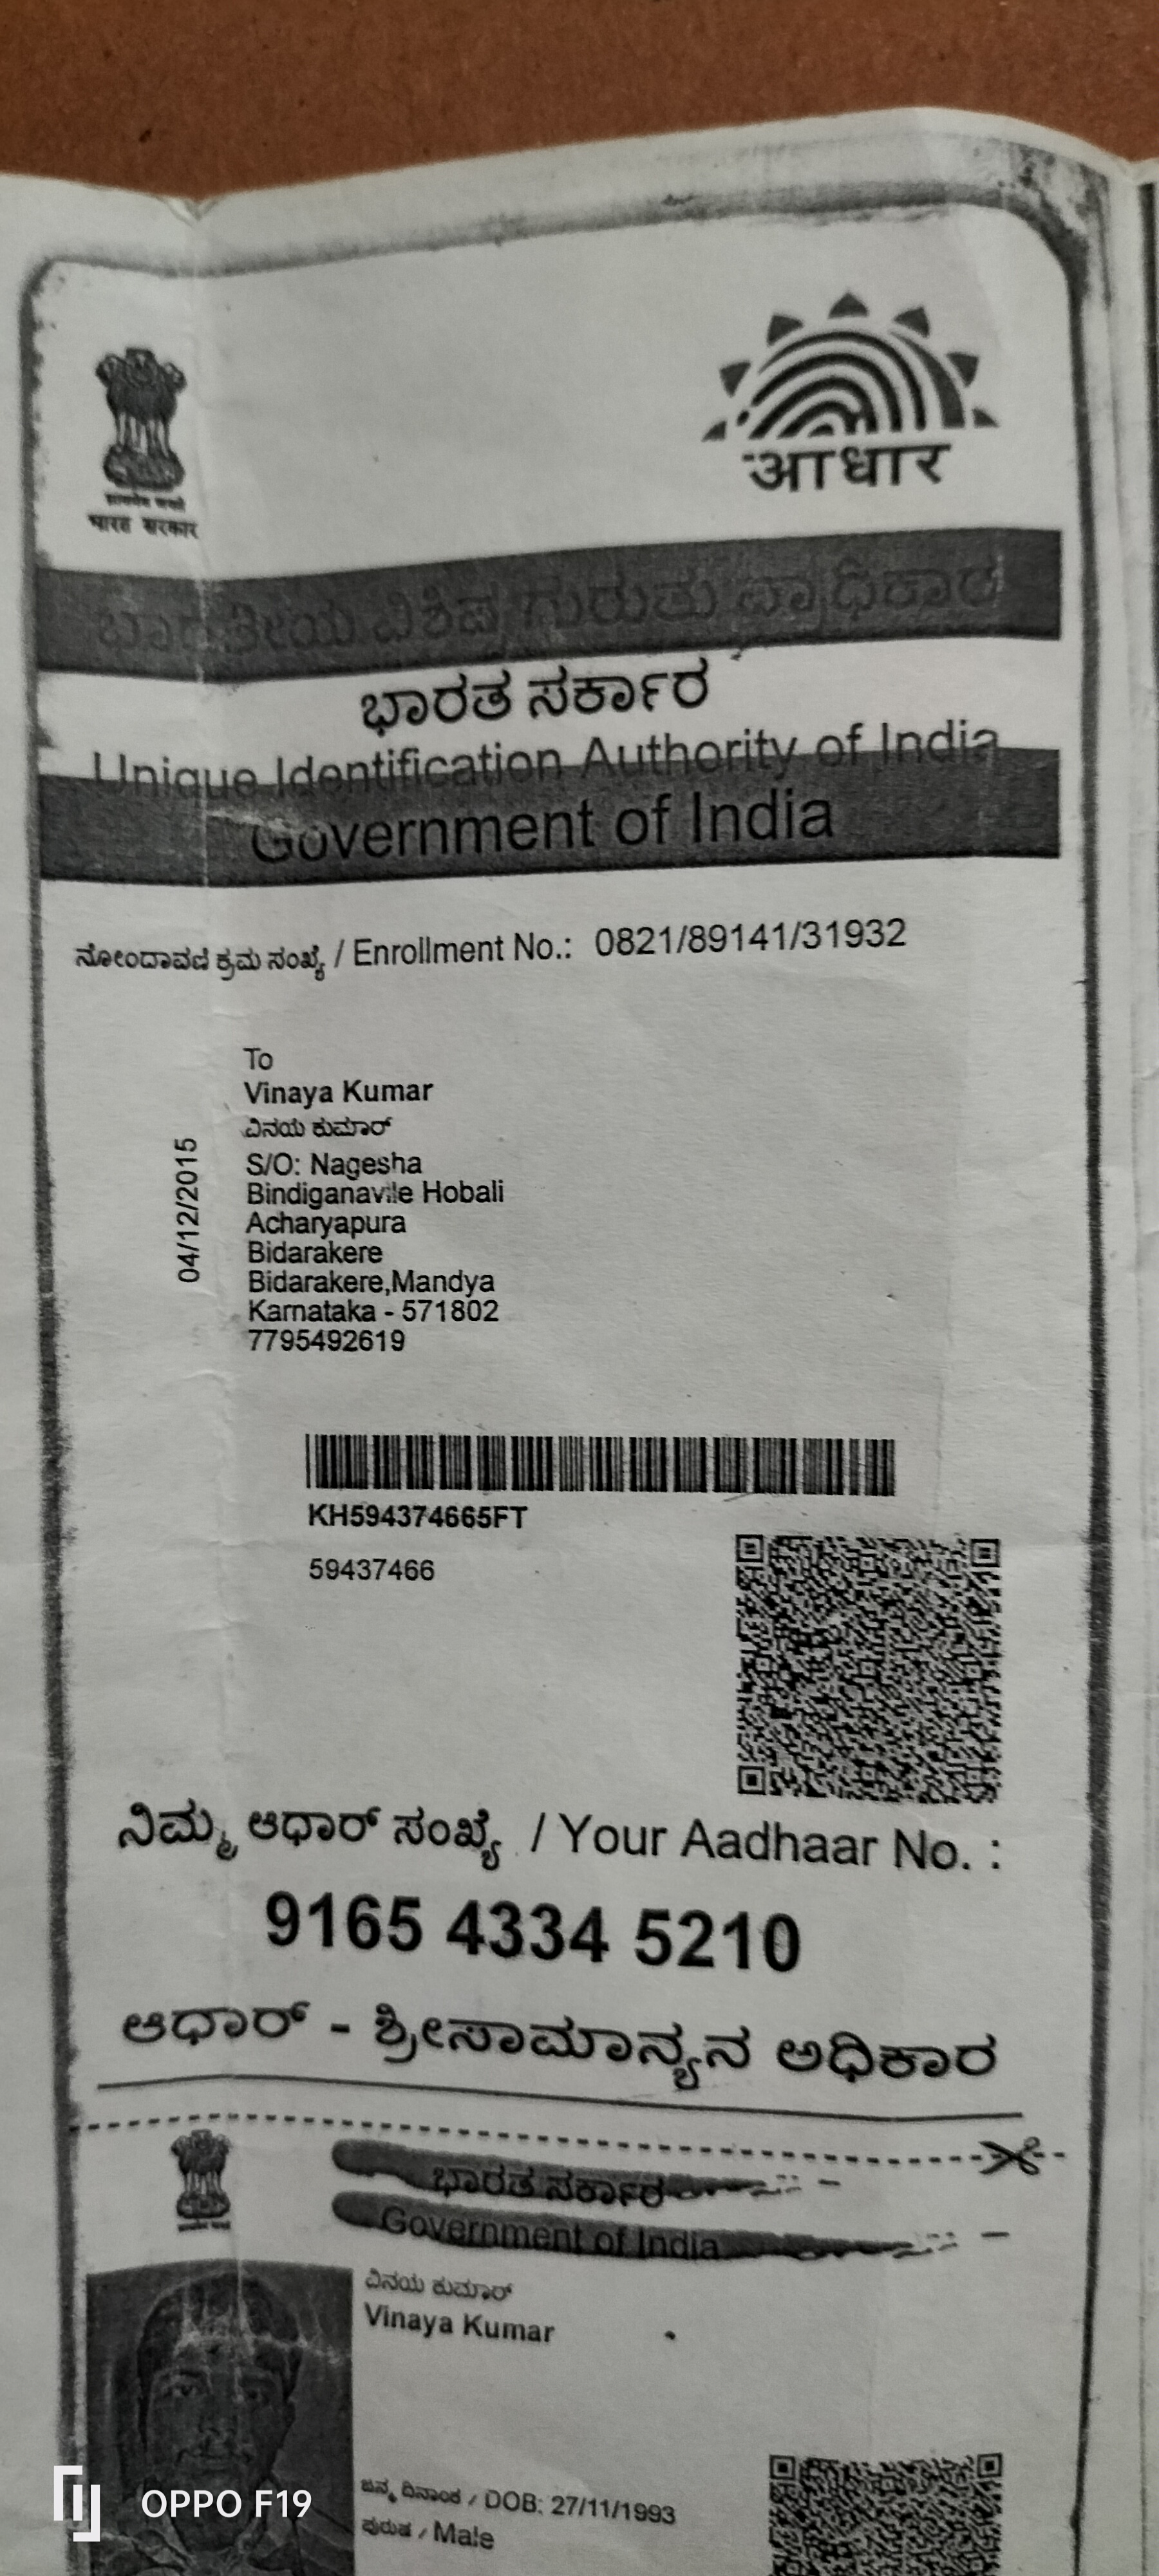 भारत सरकार
आधार
ಭಾರತೀಯ ವಿಶಿಷ್ಟ ಗುರುತು ಪ್ರಾಧಿಕಾರ
ಭಾರತ ಸರ್ಕಾರ
Unique Identification Authority of India
Government of India
ನೋಂದಾವಣಿ ಕ್ರಮ ಸಂಖ್ಯೆ / Enrollment No.: 0821/89141/31932
To
Vinaya Kumar
ವಿನಯ ಕುಮಾರ್
S/O: Nagesha
Bindiganavile Hobali
Acharyapura
Bidarakere
Bidarakere,Mandya
Karnataka - 571802
7795492619
04/12/2015
KH594374665FT
59437466
ನಿಮ್ಮ ಆಧಾರ್ ಸಂಖ್ಯೆ / Your Aadhaar No. :
9165 4334 5210
ಆಧಾರ್ - ಶ್ರೀಸಾಮಾನ್ಯನ ಅಧಿಕಾರ
ಭಾರತ ಸರ್ಕಾರ
Government of India
ವಿನಯ ಕುಮಾರ್
Vinaya Kumar
ಜನ್ಮ ದಿನಾಂಕ / DOB: 27/11/1993
ಪುರುಷ / Male
OPPO F19